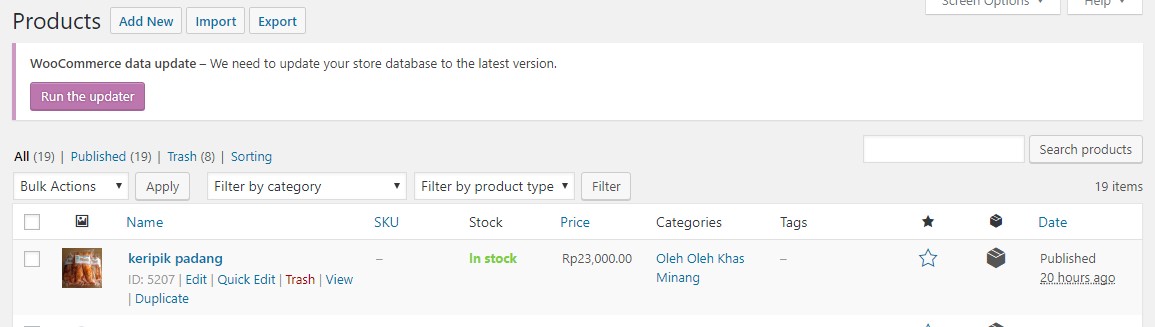 Products Add New Import Export
Screen Options ▼ Help ▼
WooCommerce data update – We need to update your store database to the latest version.
Run the updater
All (19) | Published (19) | Trash (8) | Sorting
Search products
Bulk Actions Apply Filter by category Filter by product type Filter 19 items
Name SKU Stock Price Categories Tags Date
keripik padang – In stock Rp23,000.00 Oleh Oleh Khas Minang – Published 20 hours ago
ID: 5207 | Edit | Quick Edit | Trash | View
| Duplicate